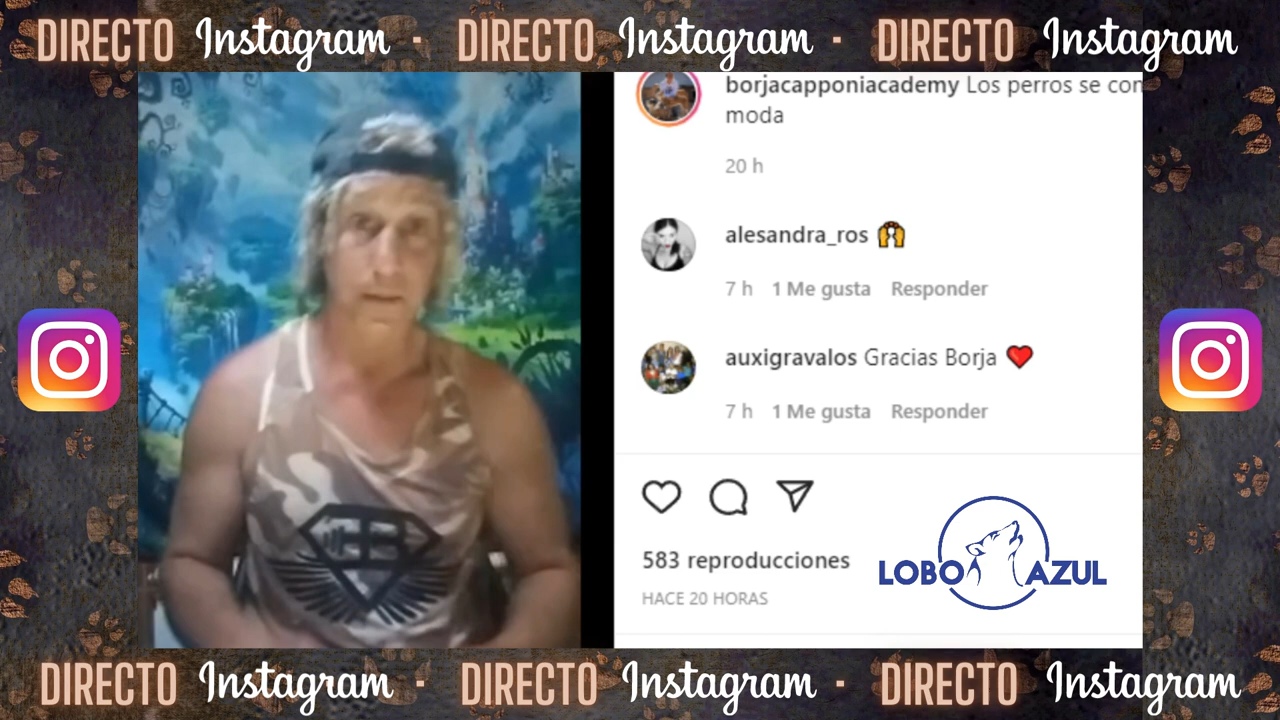 DIRECTO Instagram · DIRECTO Instagram · DIRECTO Instagram
borjacapponiacademy Los perros se con
moda
20 h
alesandra_ros 🙌
7 h 1 Me gusta Responder
auxigravalos Gracias Borja ❤️
7 h 1 Me gusta Responder
583 reproducciones
HACE 20 HORAS
LOBO AZUL
DIRECTO Instagram · DIRECTO Instagram · DIRECTO Instagram